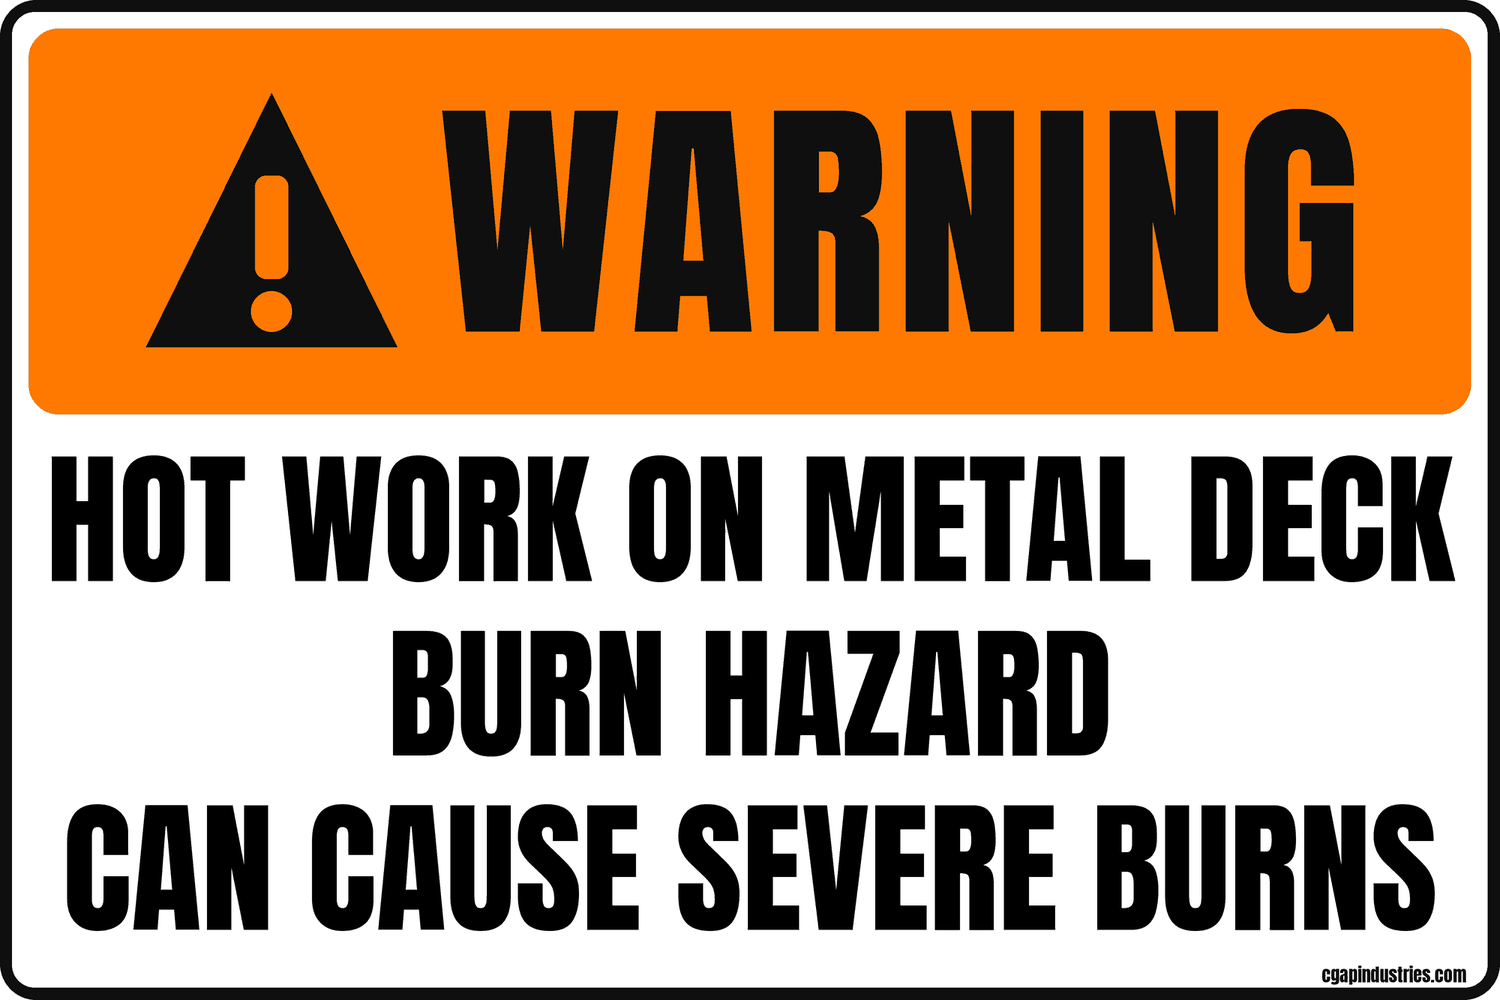 WARNING
HOT WORK ON METAL DECK
BURN HAZARD
CAN CAUSE SEVERE BURNS
cgapindustries.com